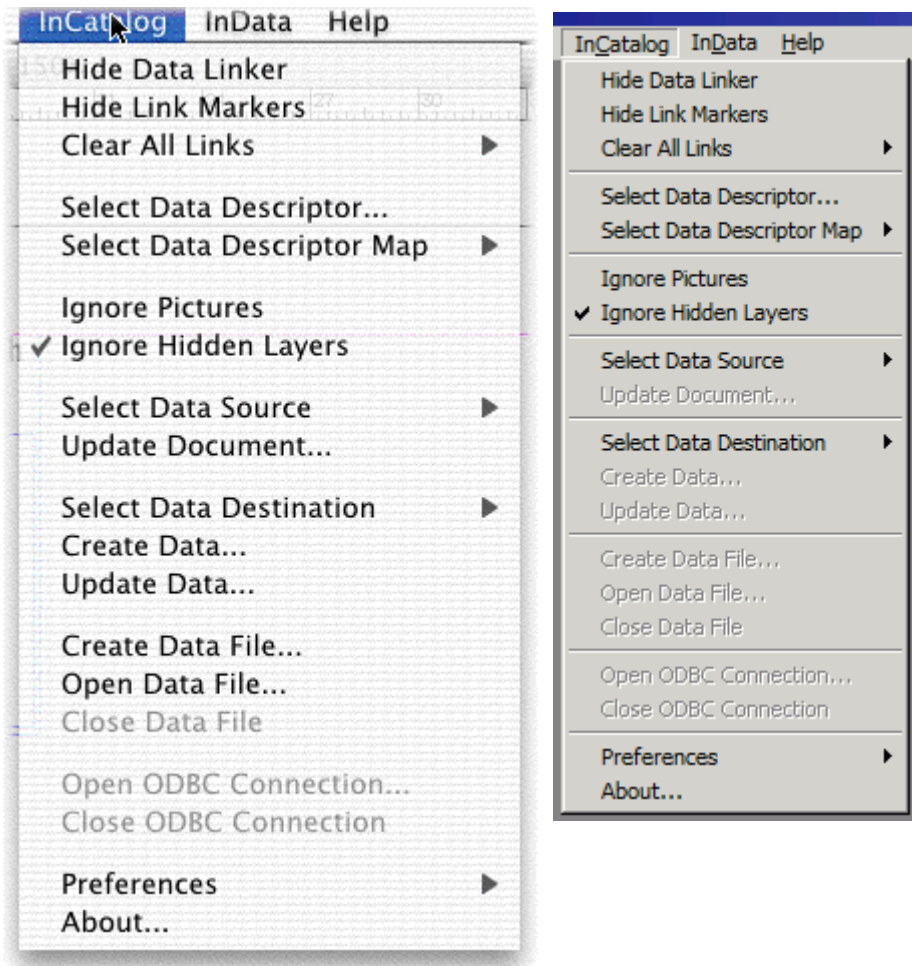 InCatalog InData Help
Hide Data Linker
Hide Link Markers
Clear All Links
Select Data Descriptor...
Select Data Descriptor Map
Ignore Pictures
Ignore Hidden Layers
Select Data Source
Update Document...
Select Data Destination
Create Data...
Update Data...
Create Data File...
Open Data File...
Close Data File
Open ODBC Connection...
Close ODBC Connection
Preferences
About...
InCatalog InData Help
Hide Data Linker
Hide Link Markers
Clear All Links
Select Data Descriptor...
Select Data Descriptor Map
Ignore Pictures
Ignore Hidden Layers
Select Data Source
Update Document...
Select Data Destination
Create Data...
Update Data...
Create Data File...
Open Data File...
Close Data File
Open ODBC Connection...
Close ODBC Connection
Preferences
About...